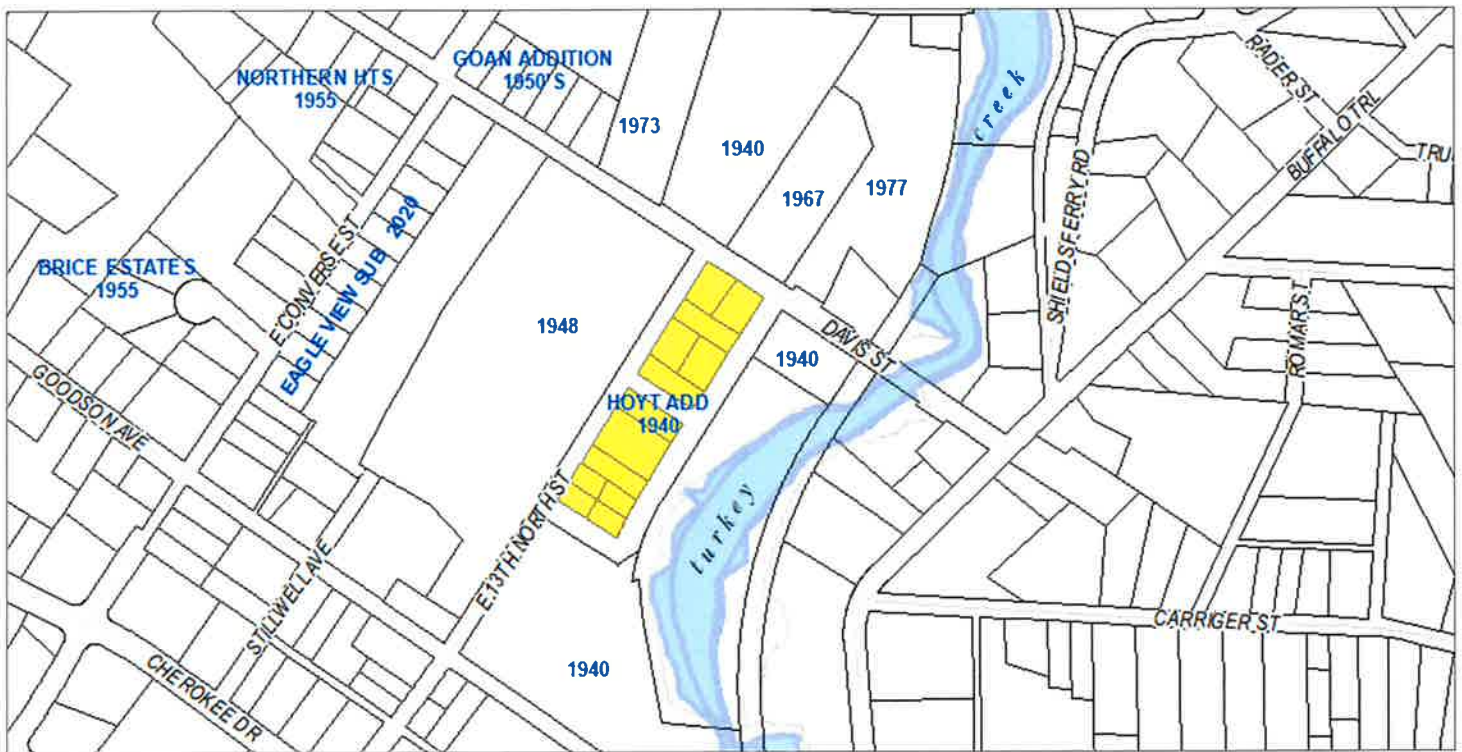 GOAN ADDITION
1950'S
NORTHERN HTS
1955
1973
1940
1967
1977
creek
RADER ST
BUFFALO TRL
T RU
SHIELDS FERRY RD
E CONVERSE ST
EAGLE VIEW SUB 2020
BRICE ESTATES
1955
1948
DAVIS ST
1940
ROMAR ST
GOODSON AVE
HOYT ADD
1940
turkey
E 13TH NORTH ST
STILLWELL AVE
CARRIGER ST
CHEROKEE DR
1940